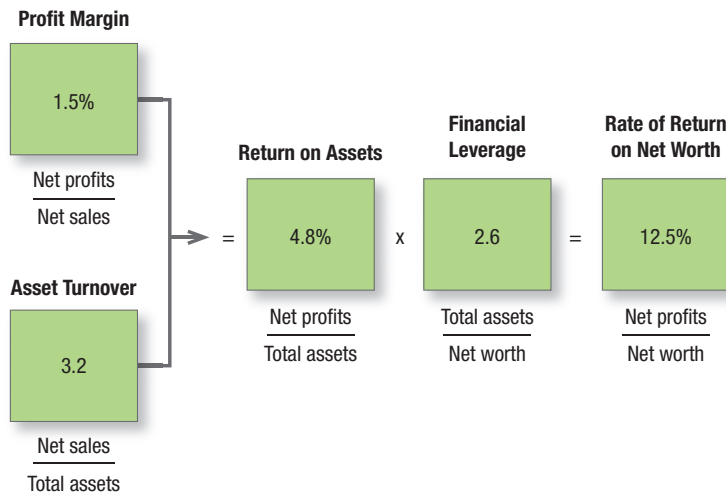 Profit Margin
1.5%
Net profits
Net sales
Asset Turnover
3.2
Net sales
Total assets
=
Return on Assets
4.8%
Net profits
Total assets
x
Financial
Leverage
2.6
Total assets
Net worth
=
Rate of Return
on Net Worth
12.5%
Net profits
Net worth